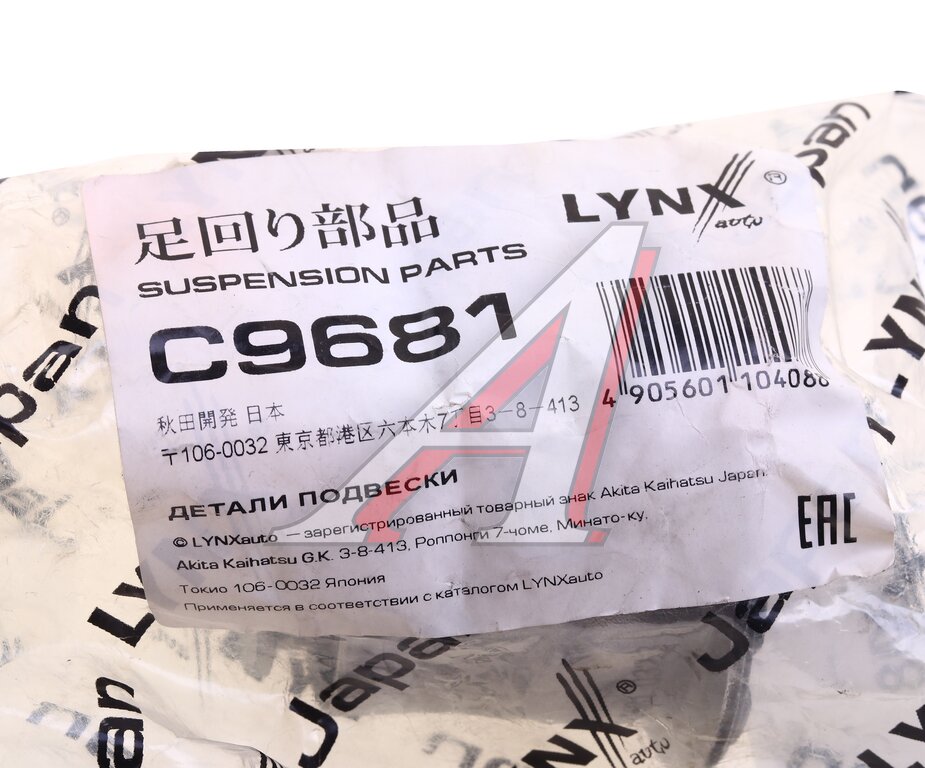 Japan
足回り部品
LYNX auto ®
SUSPENSION PARTS
C9681
4 905601 104088
秋田開発 日本
〒106-0032 東京都港区六本木7丁目3-8-413
ДЕТАЛИ ПОДВЕСКИ
© LYNXauto — зарегистрированный товарный знак Akita Kaihatsu Japan.
Akita Kaihatsu G.K. 3-8-413, Роппонги 7-чоме, Минато-ку,
Токио 106-0032 Япония
Применяется в соответствии с каталогом LYNXauto
EAC
Japan
Japan
LYNX auto ®